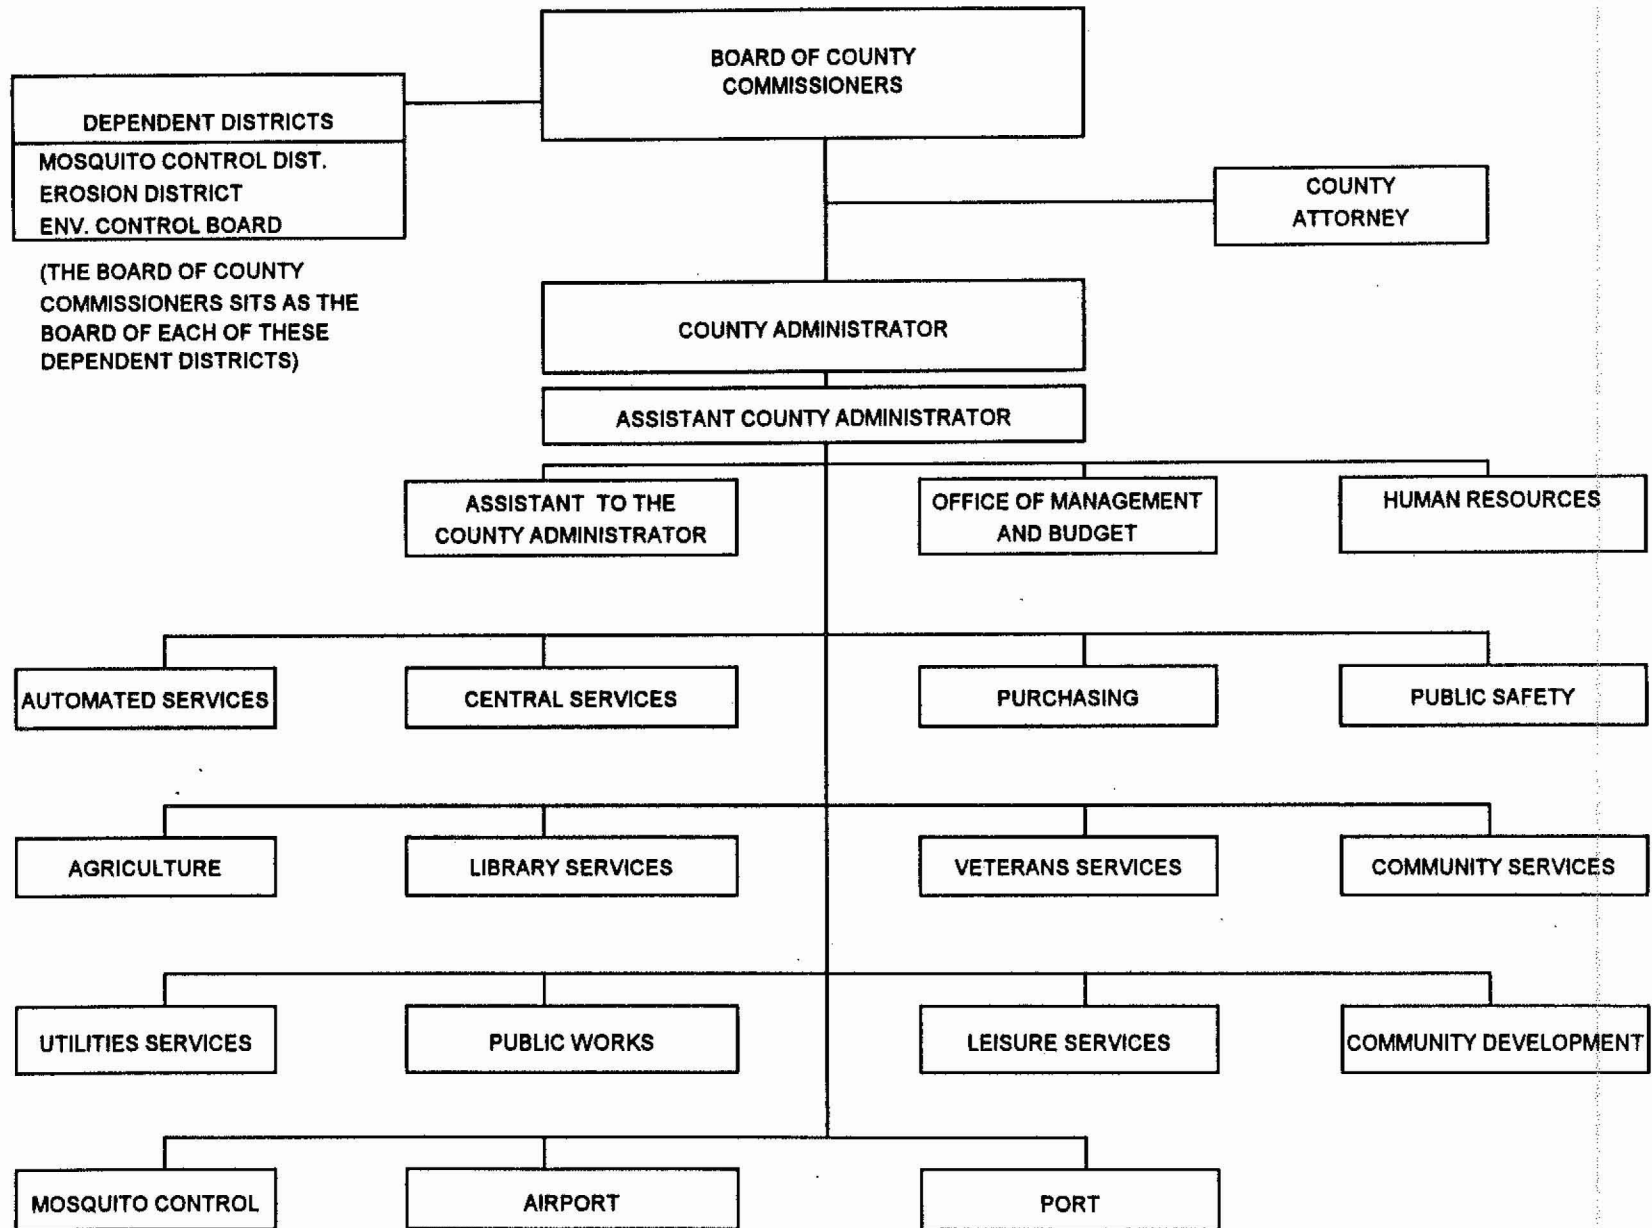 BOARD OF COUNTY
COMMISSIONERS
DEPENDENT DISTRICTS
MOSQUITO CONTROL DIST.
EROSION DISTRICT
ENV. CONTROL BOARD
(THE BOARD OF COUNTY
COMMISSIONERS SITS AS THE
BOARD OF EACH OF THESE
DEPENDENT DISTRICTS)
COUNTY
ATTORNEY
COUNTY ADMINISTRATOR
ASSISTANT COUNTY ADMINISTRATOR
ASSISTANT TO THE
COUNTY ADMINISTRATOR
OFFICE OF MANAGEMENT
AND BUDGET
HUMAN RESOURCES
AUTOMATED SERVICES
CENTRAL SERVICES
PURCHASING
PUBLIC SAFETY
AGRICULTURE
LIBRARY SERVICES
VETERANS SERVICES
COMMUNITY SERVICES
UTILITIES SERVICES
PUBLIC WORKS
LEISURE SERVICES
COMMUNITY DEVELOPMENT
MOSQUITO CONTROL
AIRPORT
PORT